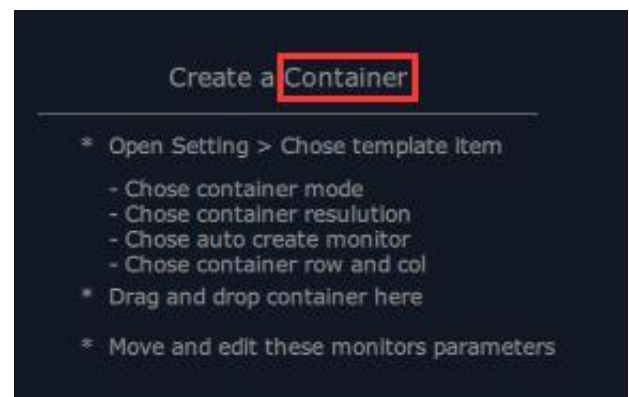 Create a Container
* Open Setting > Chose template item
- Chose container mode
- Chose container resulution
- Chose auto create monitor
- Chose container row and col
* Drag and drop container here
* Move and edit these monitors parameters